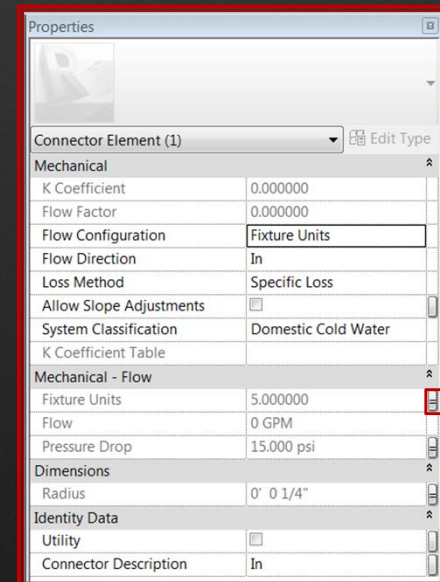 Properties
Connector Element (1)
Edit Type
Mechanical
K Coefficient 0.000000
Flow Factor 0.000000
Flow Configuration Fixture Units
Flow Direction In
Loss Method Specific Loss
Allow Slope Adjustments
System Classification Domestic Cold Water
K Coefficient Table
Mechanical - Flow
Fixture Units 5.000000
Flow 0 GPM
Pressure Drop 15.000 psi
Dimensions
Radius 0' 0 1/4"
Identity Data
Utility
Connector Description In